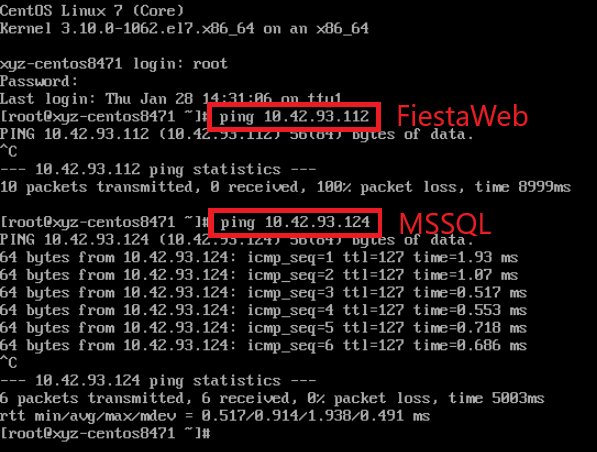 CentOS Linux 7 (Core)
Kernel 3.10.0-1062.el7.x86_64 on an x86_64
xyz-centos8471 login: root
Password:
Last login: Thu Jan 28 14:31:06 on tty1
[root@xyz-centos8471 ~]# ping 10.42.93.112 FiestaWeb
PING 10.42.93.112 (10.42.93.112) 56(84) bytes of data.
^C
--- 10.42.93.112 ping statistics ---
10 packets transmitted, 0 received, 100% packet loss, time 8999ms
[root@xyz-centos8471 ~]# ping 10.42.93.124 MSSQL
PING 10.42.93.124 (10.42.93.124) 56(84) bytes of data.
64 bytes from 10.42.93.124: icmp_seq=1 ttl=127 time=1.93 ms
64 bytes from 10.42.93.124: icmp_seq=2 ttl=127 time=1.07 ms
64 bytes from 10.42.93.124: icmp_seq=3 ttl=127 time=0.517 ms
64 bytes from 10.42.93.124: icmp_seq=4 ttl=127 time=0.553 ms
64 bytes from 10.42.93.124: icmp_seq=5 ttl=127 time=0.718 ms
64 bytes from 10.42.93.124: icmp_seq=6 ttl=127 time=0.686 ms
^C
--- 10.42.93.124 ping statistics ---
6 packets transmitted, 6 received, 0% packet loss, time 5003ms
rtt min/avg/max/mdev = 0.517/0.914/1.938/0.491 ms
[root@xyz-centos8471 ~]#